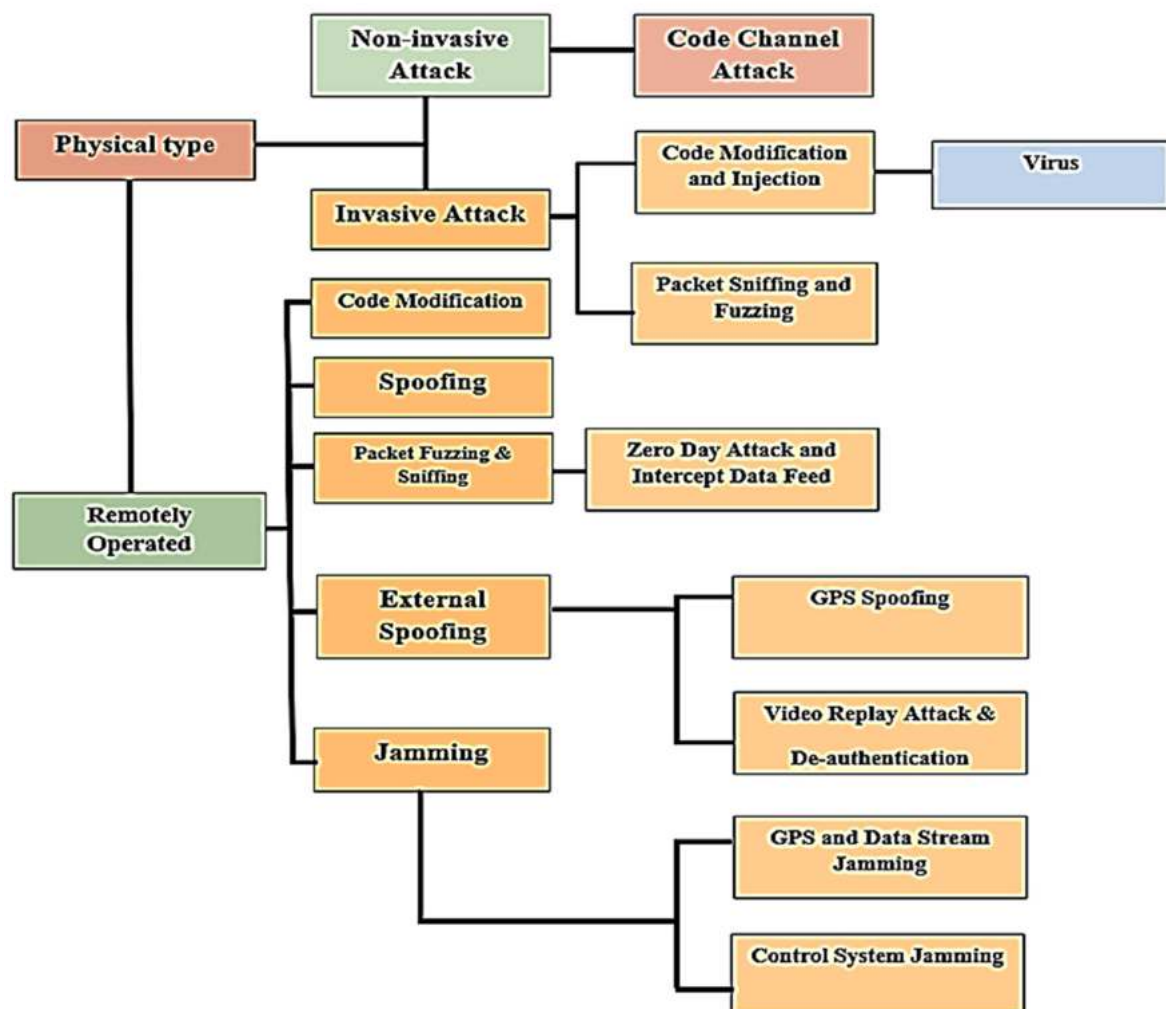 Non-invasive
Attack
Code Channel
Attack
Physical type
Code Modification
and Injection
Virus
Invasive Attack
Packet Sniffing and
Fuzzing
Code Modification
Spoofing
Packet Fuzzing &
Sniffing
Zero Day Attack and
Intercept Data Feed
Remotely
Operated
External
Spoofing
GPS Spoofing
Video Replay Attack &
De-authentication
Jamming
GPS and Data Stream
Jamming
Control System Jamming